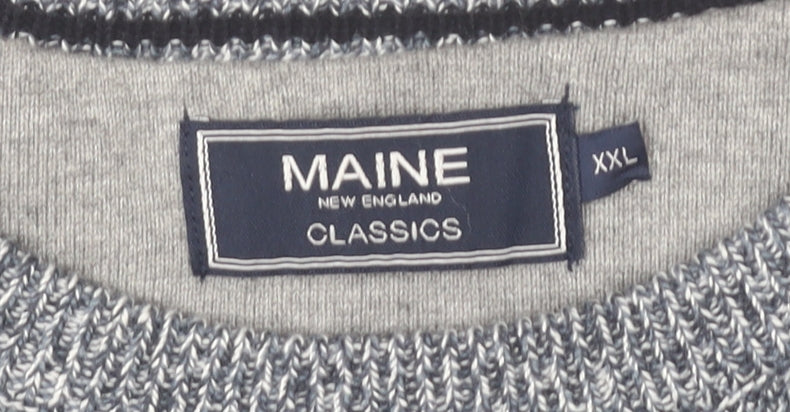 MAINE
NEW ENGLAND
CLASSICS
XXL